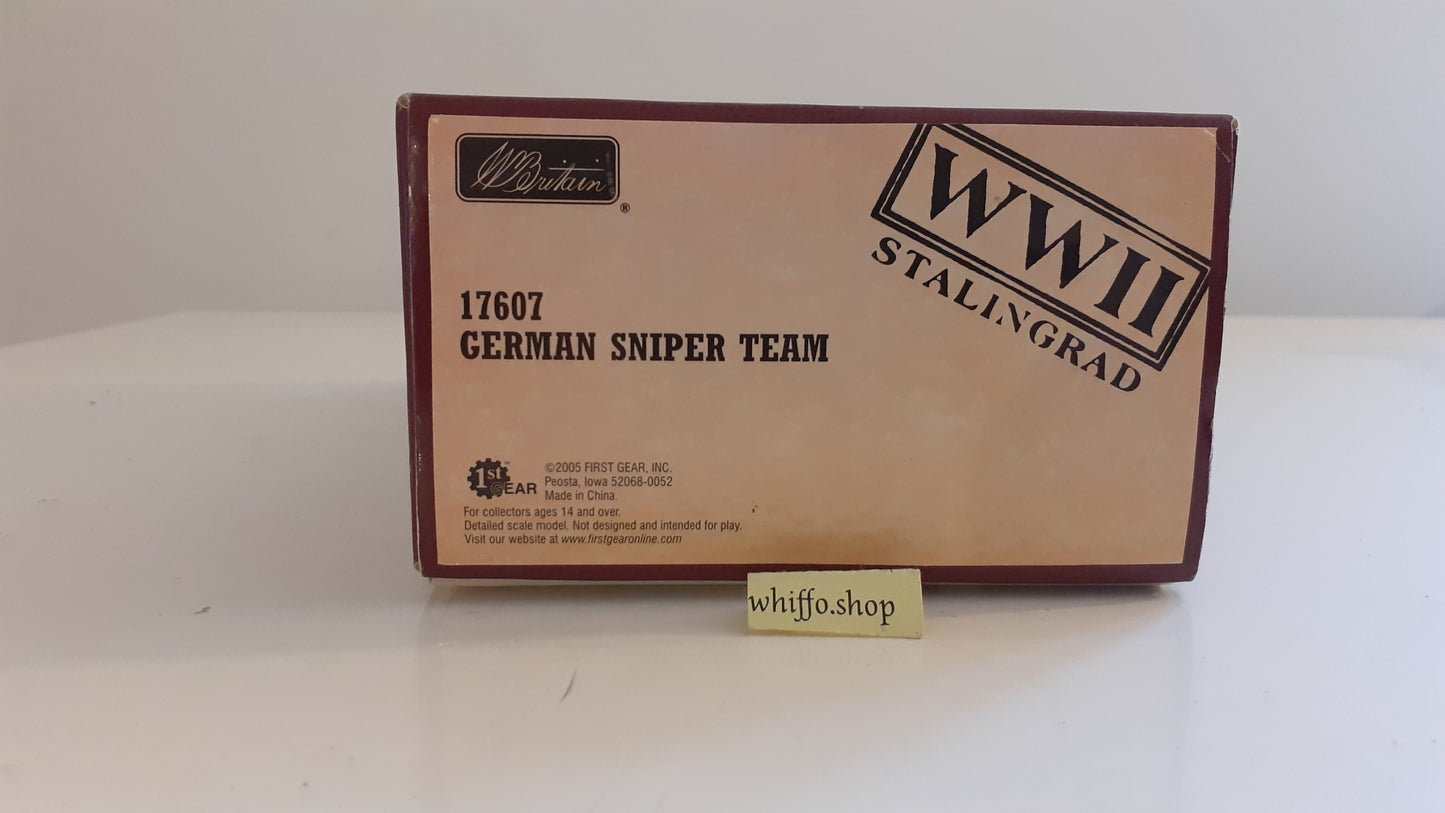 W Britain
®
WWII
STALINGRAD
17607
GERMAN SNIPER TEAM
1st GEAR™
©2005 FIRST GEAR, INC.
Peosta, Iowa 52068-0052
Made in China.
For collectors ages 14 and over.
Detailed scale model. Not designed and intended for play.
Visit our website at www.firstgearonline.com
whiffo.shop